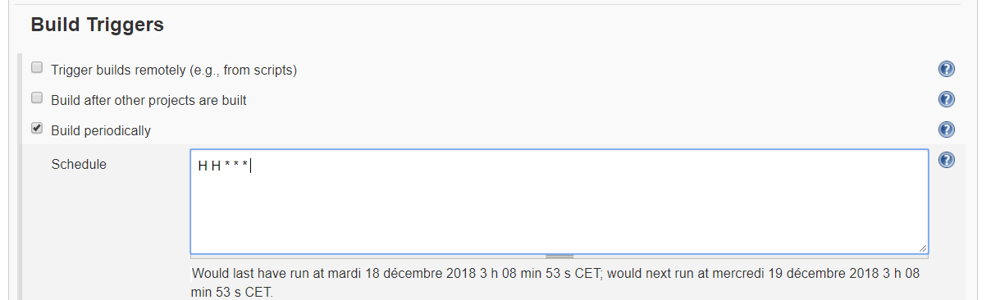 Build Triggers
Trigger builds remotely (e.g., from scripts)
Build after other projects are built
Build periodically
Schedule
H H * * *
Would last have run at mardi 18 décembre 2018 3 h 08 min 53 s CET; would next run at mercredi 19 décembre 2018 3 h 08
min 53 s CET.